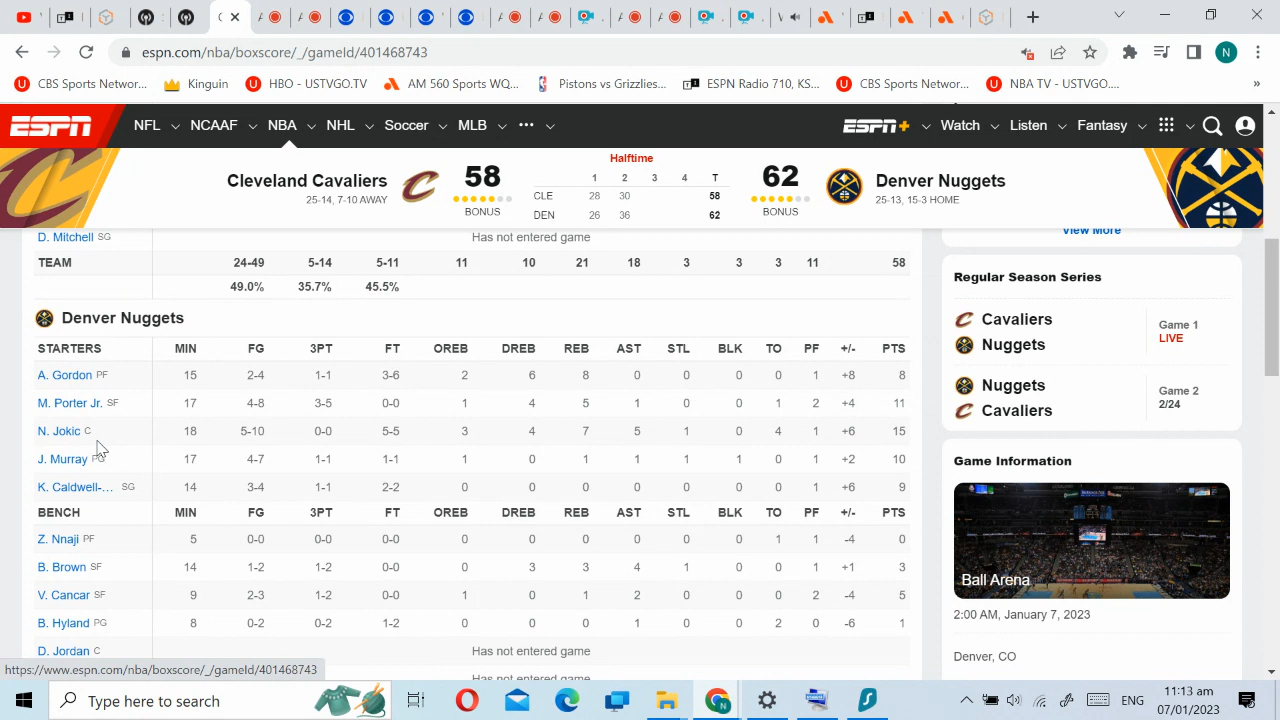 espn.com/nba/boxscore/_/gameId/401468743
N
CBS Sports Networ...
Kinguin
HBO - USTVGO.TV
AM 560 Sports WQ...
Pistons vs Grizzlies...
ESPN Radio 710, KS...
CBS Sports Networ...
NBA TV - USTVGO....
»
ESPN NFL NCAAF NBA NHL Soccer MLB ••• ESPN+ Watch Listen Fantasy
Cleveland Cavaliers
25-14, 7-10 AWAY
58
BONUS
Halftime
1 2 3 4 T
CLE 28 30 58
DEN 26 36 62
62
BONUS
Denver Nuggets
25-13, 15-3 HOME
D. Mitchell SG Has not entered game
TEAM 24-49 5-14 5-11 11 10 21 18 3 3 3 11 58
49.0% 35.7% 45.5%
Denver Nuggets
STARTERS MIN FG 3PT FT OREB DREB REB AST STL BLK TO PF +/- PTS
A. Gordon PF 15 2-4 1-1 3-6 2 6 8 0 0 0 0 1 +8 8
M. Porter Jr. SF 17 4-8 3-5 0-0 1 4 5 1 0 0 1 2 +4 11
N. Jokic C 18 5-10 0-0 5-5 3 4 7 5 1 0 4 1 +6 15
J. Murray PG 17 4-7 1-1 1-1 1 0 1 1 1 1 0 1 +2 10
K. Caldwell-... SG 14 3-4 1-1 2-2 0 0 0 0 0 0 0 1 +6 9
BENCH MIN FG 3PT FT OREB DREB REB AST STL BLK TO PF +/- PTS
Z. Nnaji PF 5 0-0 0-0 0-0 0 0 0 0 0 0 1 1 -4 0
B. Brown SF 14 1-2 1-2 0-0 0 3 3 4 1 0 0 1 +1 3
V. Cancar SF 9 2-3 1-2 0-0 1 0 1 2 0 0 0 2 -4 5
B. Hyland PG 8 0-2 0-2 1-2 0 0 0 1 0 0 2 0 -6 1
D. Jordan C Has not entered game
Has not entered game
View More
Regular Season Series
Cavaliers
Nuggets
Game 1
LIVE
Nuggets
Cavaliers
Game 2
2/24
Game Information
Ball Arena
2:00 AM, January 7, 2023
Denver, CO
https://www.espn.com/nba/boxscore/_/gameId/401468743
Type here to search
ENG
11:13 am
07/01/2023